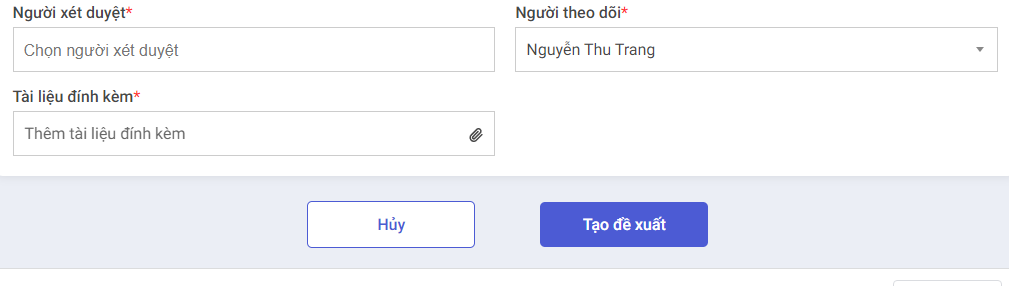 Người xét duyệt*
Người theo dõi*
Chọn người xét duyệt
Nguyễn Thu Trang
Tài liệu đính kèm*
Thêm tài liệu đính kèm
Hủy
Tạo đề xuất